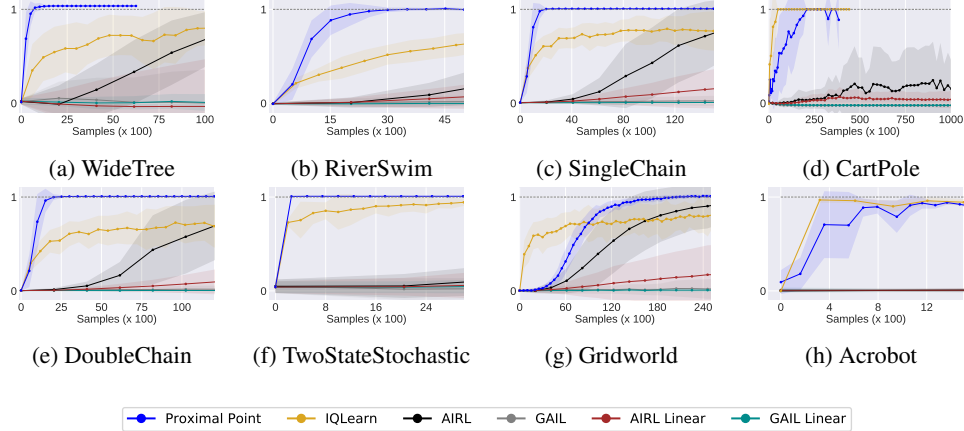 1
0
0 25 50 75 100
Samples (x 100)
(a) WideTree
1
0
0 15 30 45
Samples (x 100)
(b) RiverSwim
1
0
0 40 80 120
Samples (x 100)
(c) SingleChain
1
0
0 250 500 750 1000
Samples (x 100)
(d) CartPole
1
0
0 25 50 75 100
Samples (x 100)
(e) DoubleChain
1
0
0 8 16 24
Samples (x 100)
(f) TwoStateStochastic
1
0
0 60 120 180 240
Samples (x 100)
(g) Gridworld
1
0
0 4 8 12
Samples (x 100)
(h) Acrobot
Proximal Point IQLearn AIRL GAIL AIRL Linear GAIL Linear